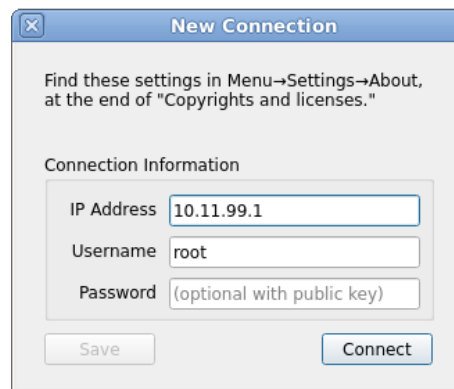 New Connection
Find these settings in Menu→Settings→About,
at the end of "Copyrights and licenses."
Connection Information
IP Address 10.11.99.1
Username root
Password (optional with public key)
Save Connect